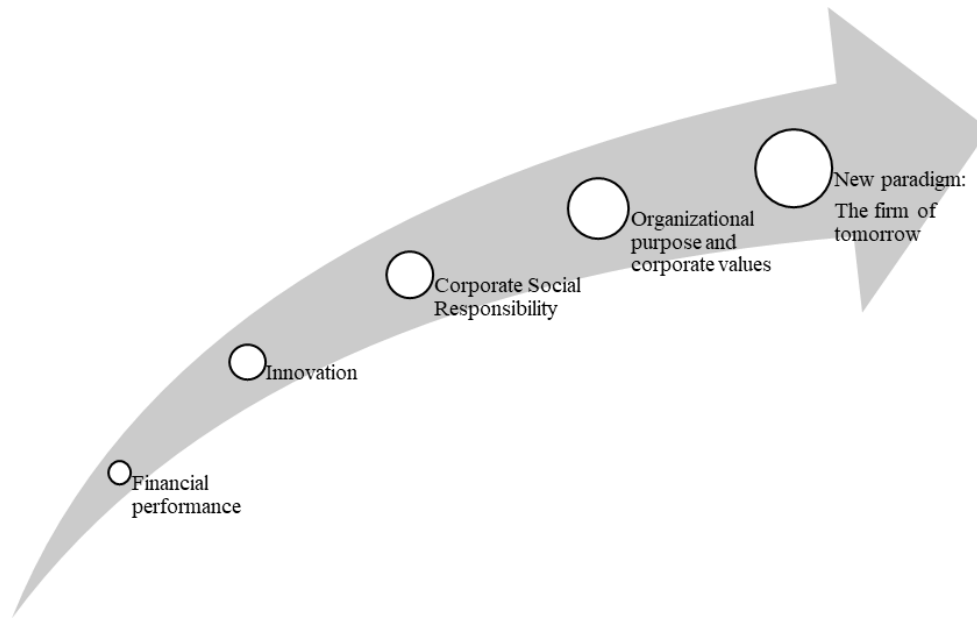 New paradigm:
The firm of
tomorrow
Organizational
purpose and
corporate values
Corporate Social
Responsibility
Innovation
Financial
performance